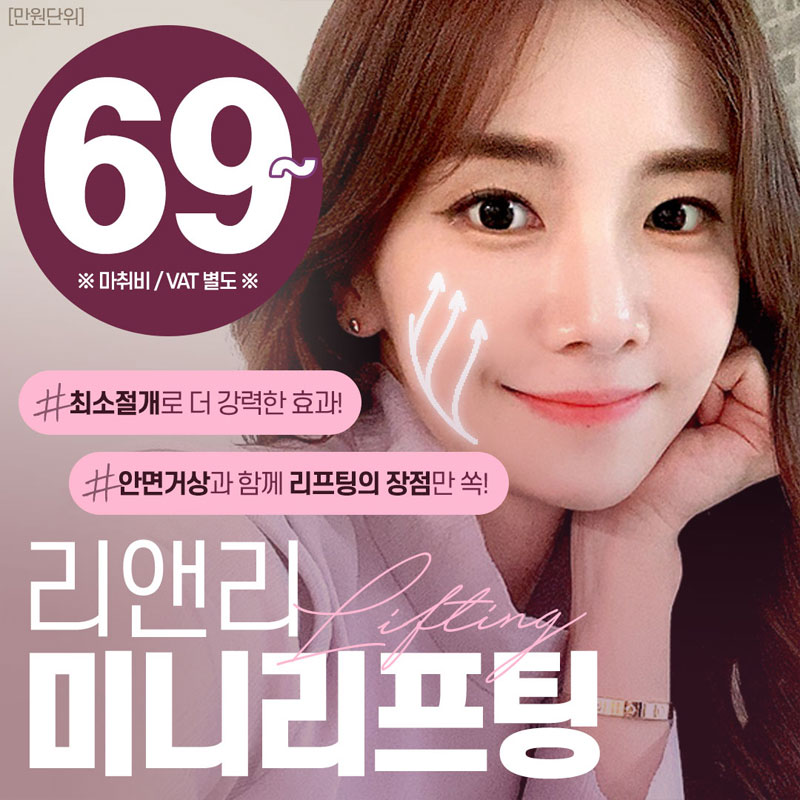 [만원단위]
69~
※ 마취비 / VAT 별도 ※
#최소절개로 더 강력한 효과!
#안면거상과 함께 리프팅의 장점만 쏙!
리앤리
Lifting
미니리프팅